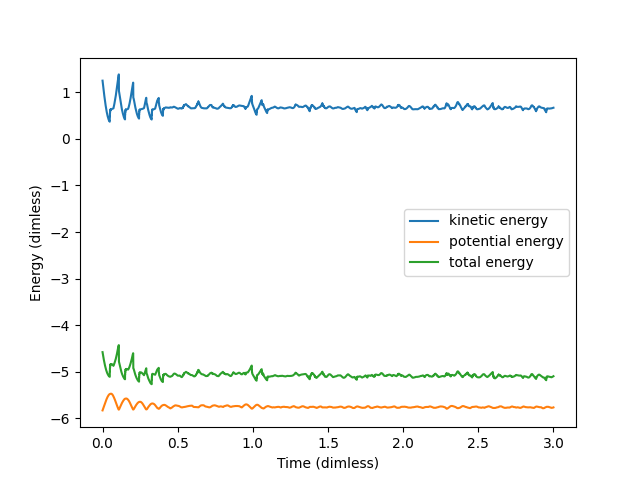 1
0
−1
−2
−3
−4
−5
−6
Energy (dimless)
kinetic energy
potential energy
total energy
0.0 0.5 1.0 1.5 2.0 2.5 3.0
Time (dimless)